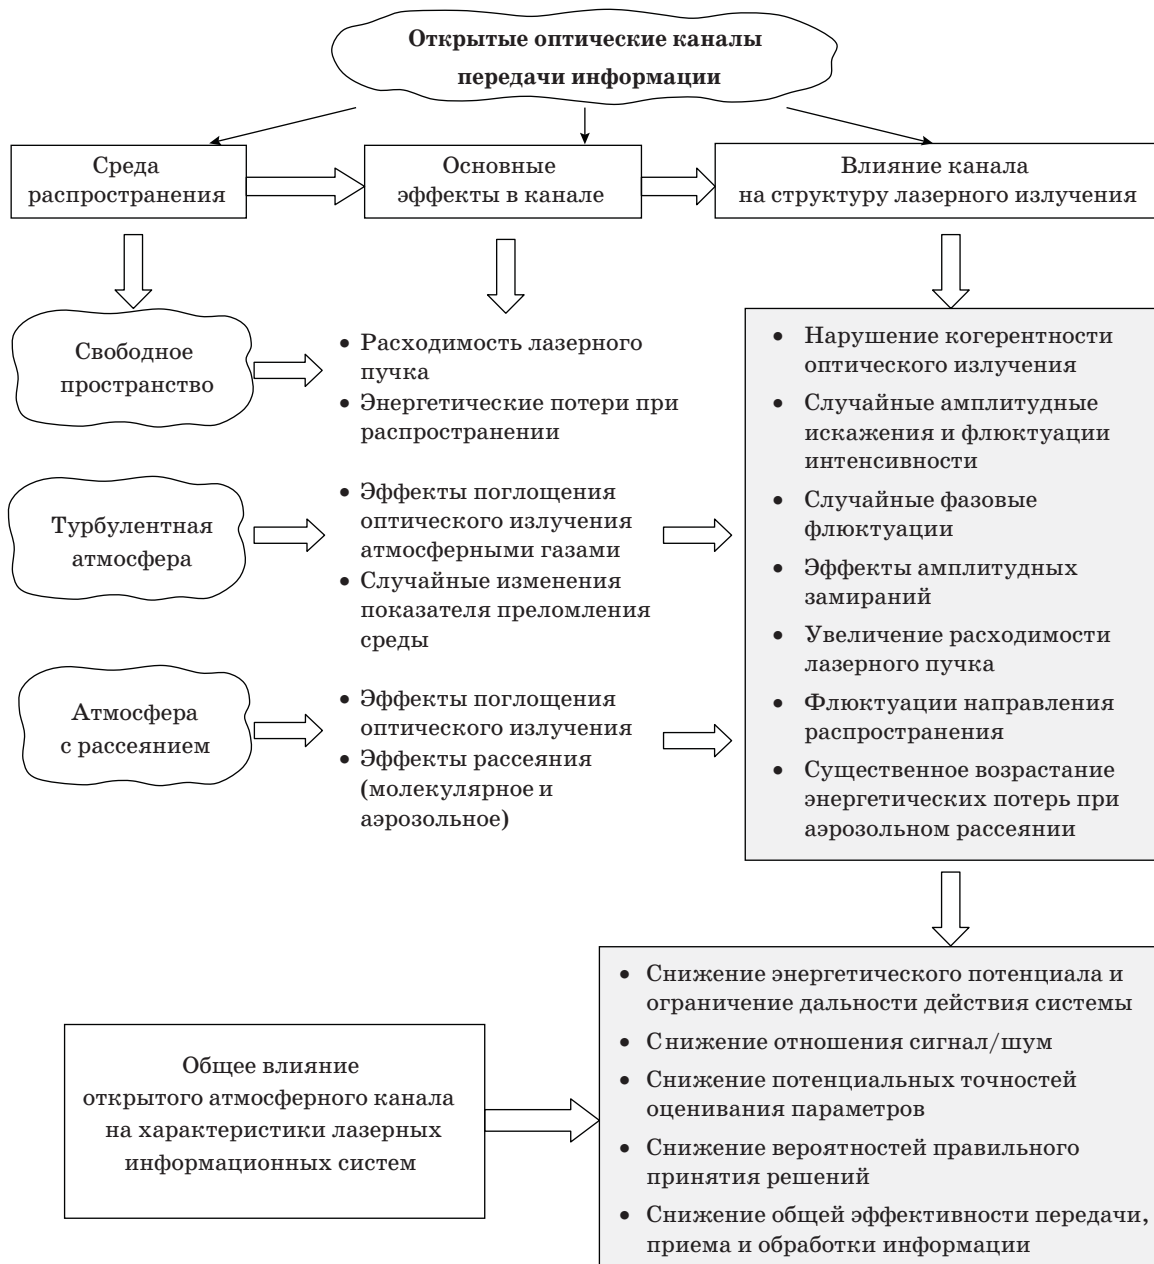 Открытые оптические каналы
передачи информации
Среда
распространения
Основные
эффекты в канале
Влияние канала
на структуру лазерного излучения
Свободное
пространство
• Расходимость лазерного
пучка
• Энергетические потери при
распространении
Турбулентная
атмосфера
• Эффекты поглощения
оптического излучения
атмосферными газами
• Случайные изменения
показателя преломления
среды
Атмосфера
с рассеянием
• Эффекты поглощения
оптического излучения
• Эффекты рассеяния
(молекулярное и
аэрозольное)
• Нарушение когерентности
оптического излучения
• Случайные амплитудные
искажения и флюктуации
интенсивности
• Случайные фазовые
флюктуации
• Эффекты амплитудных
замираний
• Увеличение расходимости
лазерного пучка
• Флюктуации направления
распространения
• Существенное возрастание
энергетических потерь при
аэрозольном рассеянии
Общее влияние
открытого атмосферного канала
на характеристики лазерных
информационных систем
• Снижение энергетического потенциала и
ограничение дальности действия системы
• Снижение отношения сигнал/шум
• Снижение потенциальных точностей
оценивания параметров
• Снижение вероятностей правильного
принятия решений
• Снижение общей эффективности передачи,
приема и обработки информации